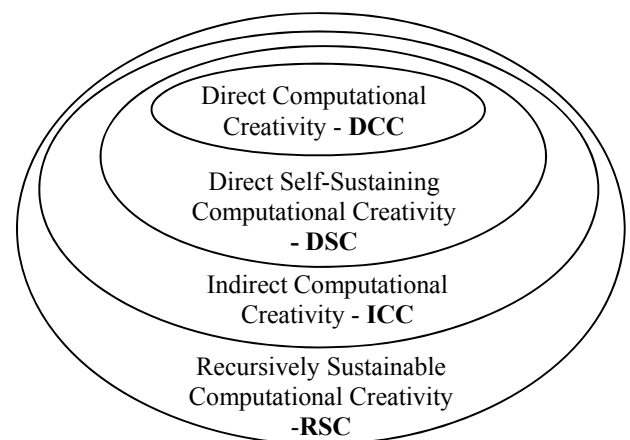 Direct Computational
Creativity - DCC
Direct Self-Sustaining
Computational Creativity
- DSC
Indirect Computational
Creativity - ICC
Recursively Sustainable
Computational Creativity
-RSC